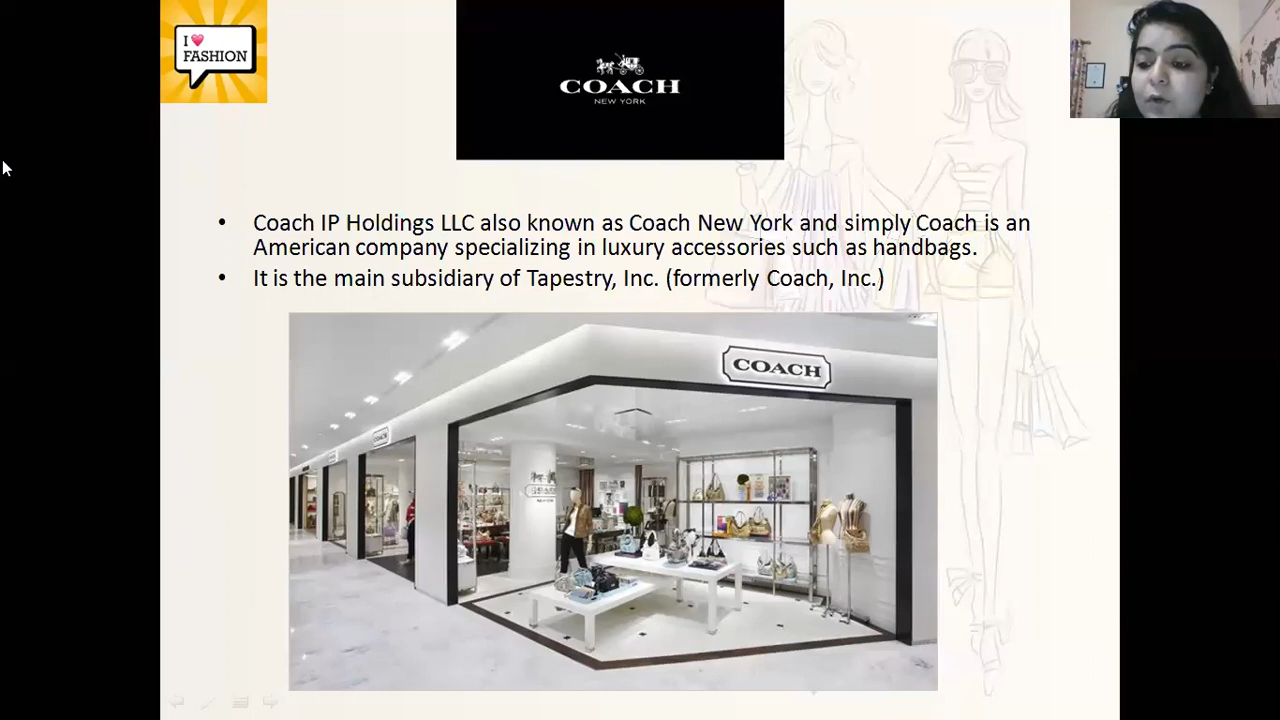 I
FASHION
COACH
NEW YORK
• Coach IP Holdings LLC also known as Coach New York and simply Coach is an
American company specializing in luxury accessories such as handbags.
• It is the main subsidiary of Tapestry, Inc. (formerly Coach, Inc.)
COACH
COACH